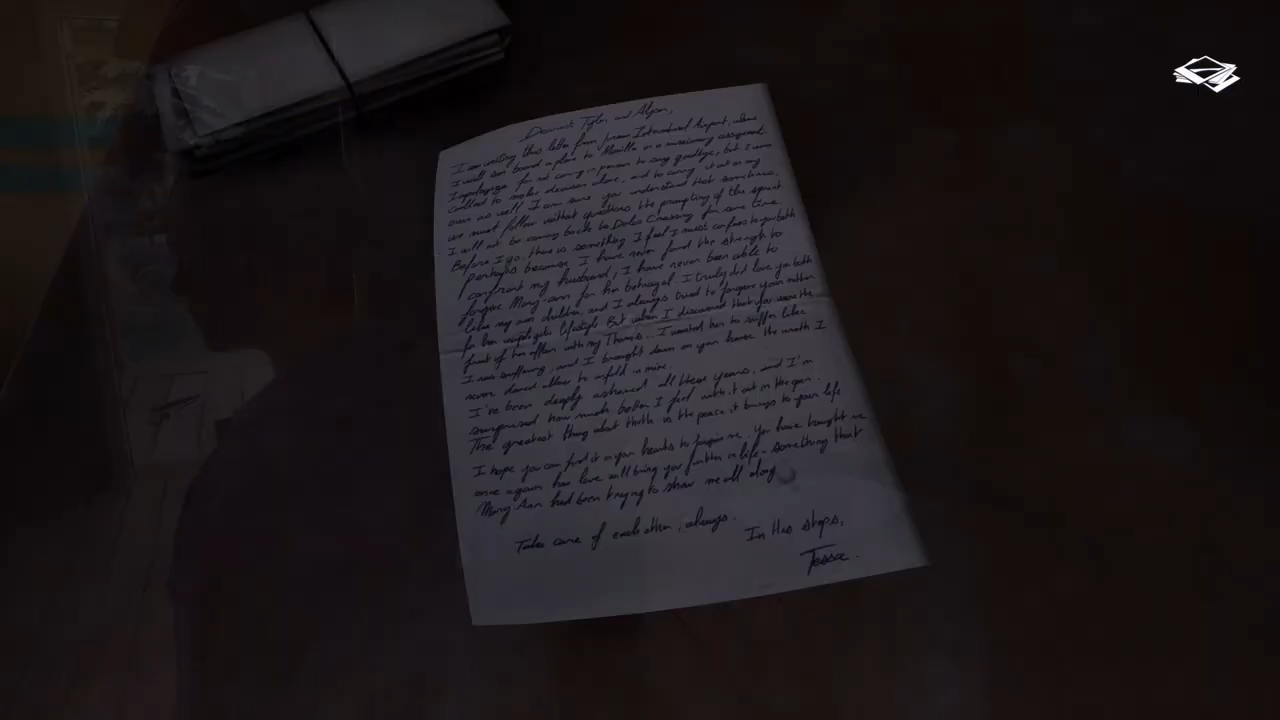 Dearest Tyler and Alyson,
I am writing this letter from Juneau International Airport, where
I will soon board a plane to Manilla on a missionary assignment.
I apologize for not coming in person to say goodbye, but I was
called to make decision alone, and to carry it out on my
own as well. I am sure you understand that sometimes,
we must follow without questions the prompting of the spirit
I will not be coming back to Delos Crossing for some time
Before I go, there is something I feel I must confess to you both
perhaps because I have never found the strength to
confront my husband, I have never been able to
forgive Mary-Ann for her betrayal. I truly did love you both
like my own children, and I always tried to forgive your mother
for her lifestyle. But when I discovered that you were the
fruit of her affair with my Thomas... I wanted her to suffer like
I was suffering, and I brought down on your house the wrath I
never dared allow to unfold in mine.
I've been deeply ashamed all these years, and I'm
surprised how much better I feel with it out in the open.
The greatest thing about truth is the peace it brings to your life
I hope you can find it in your hearts to forgive me. You have taught me
once again how love will bring you further in life - something that
Mary-Ann had been trying to show me all along
Take care of each other, always.
In His steps,
Tessa.